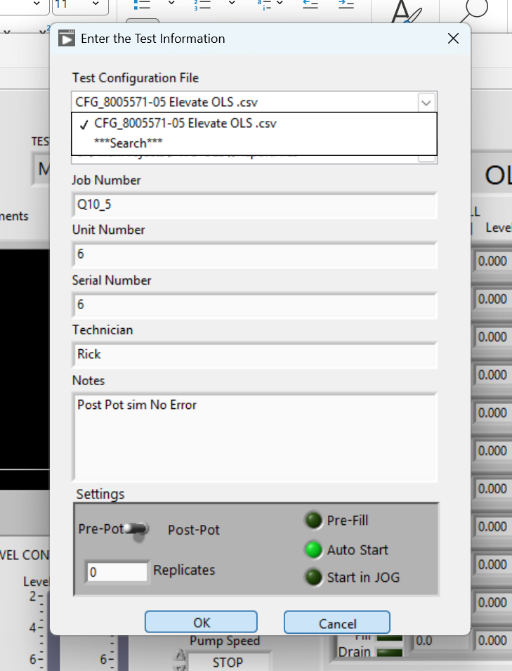 11
Enter the Test Information
Test Configuration File
CFG_8005571-05 Elevate OLS .csv
✓ CFG_8005571-05 Elevate OLS .csv
***Search***
TES
M
Job Number
Q10_5
ments
Unit Number
6
Serial Number
6
Technician
Rick
Notes
Post Pot sim No Error
Settings
Pre-Pot
Post-Pot
Pre-Fill
Auto Start
Start in JOG
0
Replicates
OK
Cancel
OL
LL
Leve
0.000
0.000
0.000
0.000
0.000
0.000
0.000
0.000
0.000
0.000
0.000
VEL CON
Leve
2-
4-
6-
6-
Pump Speed
STOP
Fill
Drain
0.0